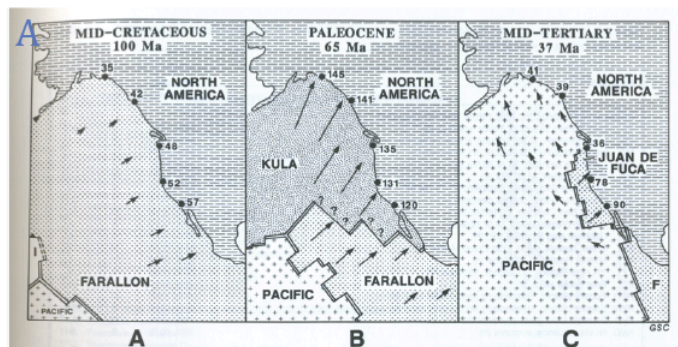 A
MID-CRETACEOUS
100 Ma
35
42
48
52
57
NORTH
AMERICA
FARALLON
PACIFIC
A
PALEOCENE
65 Ma
145
141
135
131
120
NORTH
AMERICA
KULA
? ? ? ? ?
PACIFIC
FARALLON
B
MID-TERTIARY
37 Ma
41
39
36
78
90
NORTH
AMERICA
JUAN DE
FUCA
PACIFIC
F
GSC
C